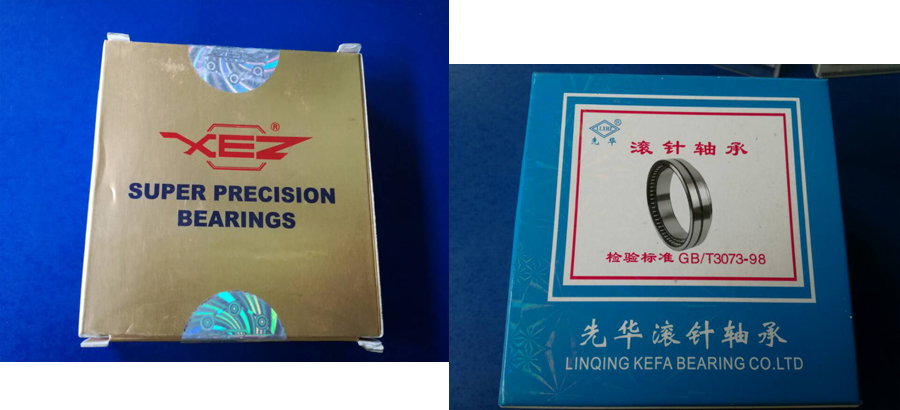 XEZ®
SUPER PRECISION
BEARINGS
LXHZ
先华
滚针轴承
检验标准 GB/T3073-98
先华滚针轴承
LINQING KEFA BEARING CO.LTD